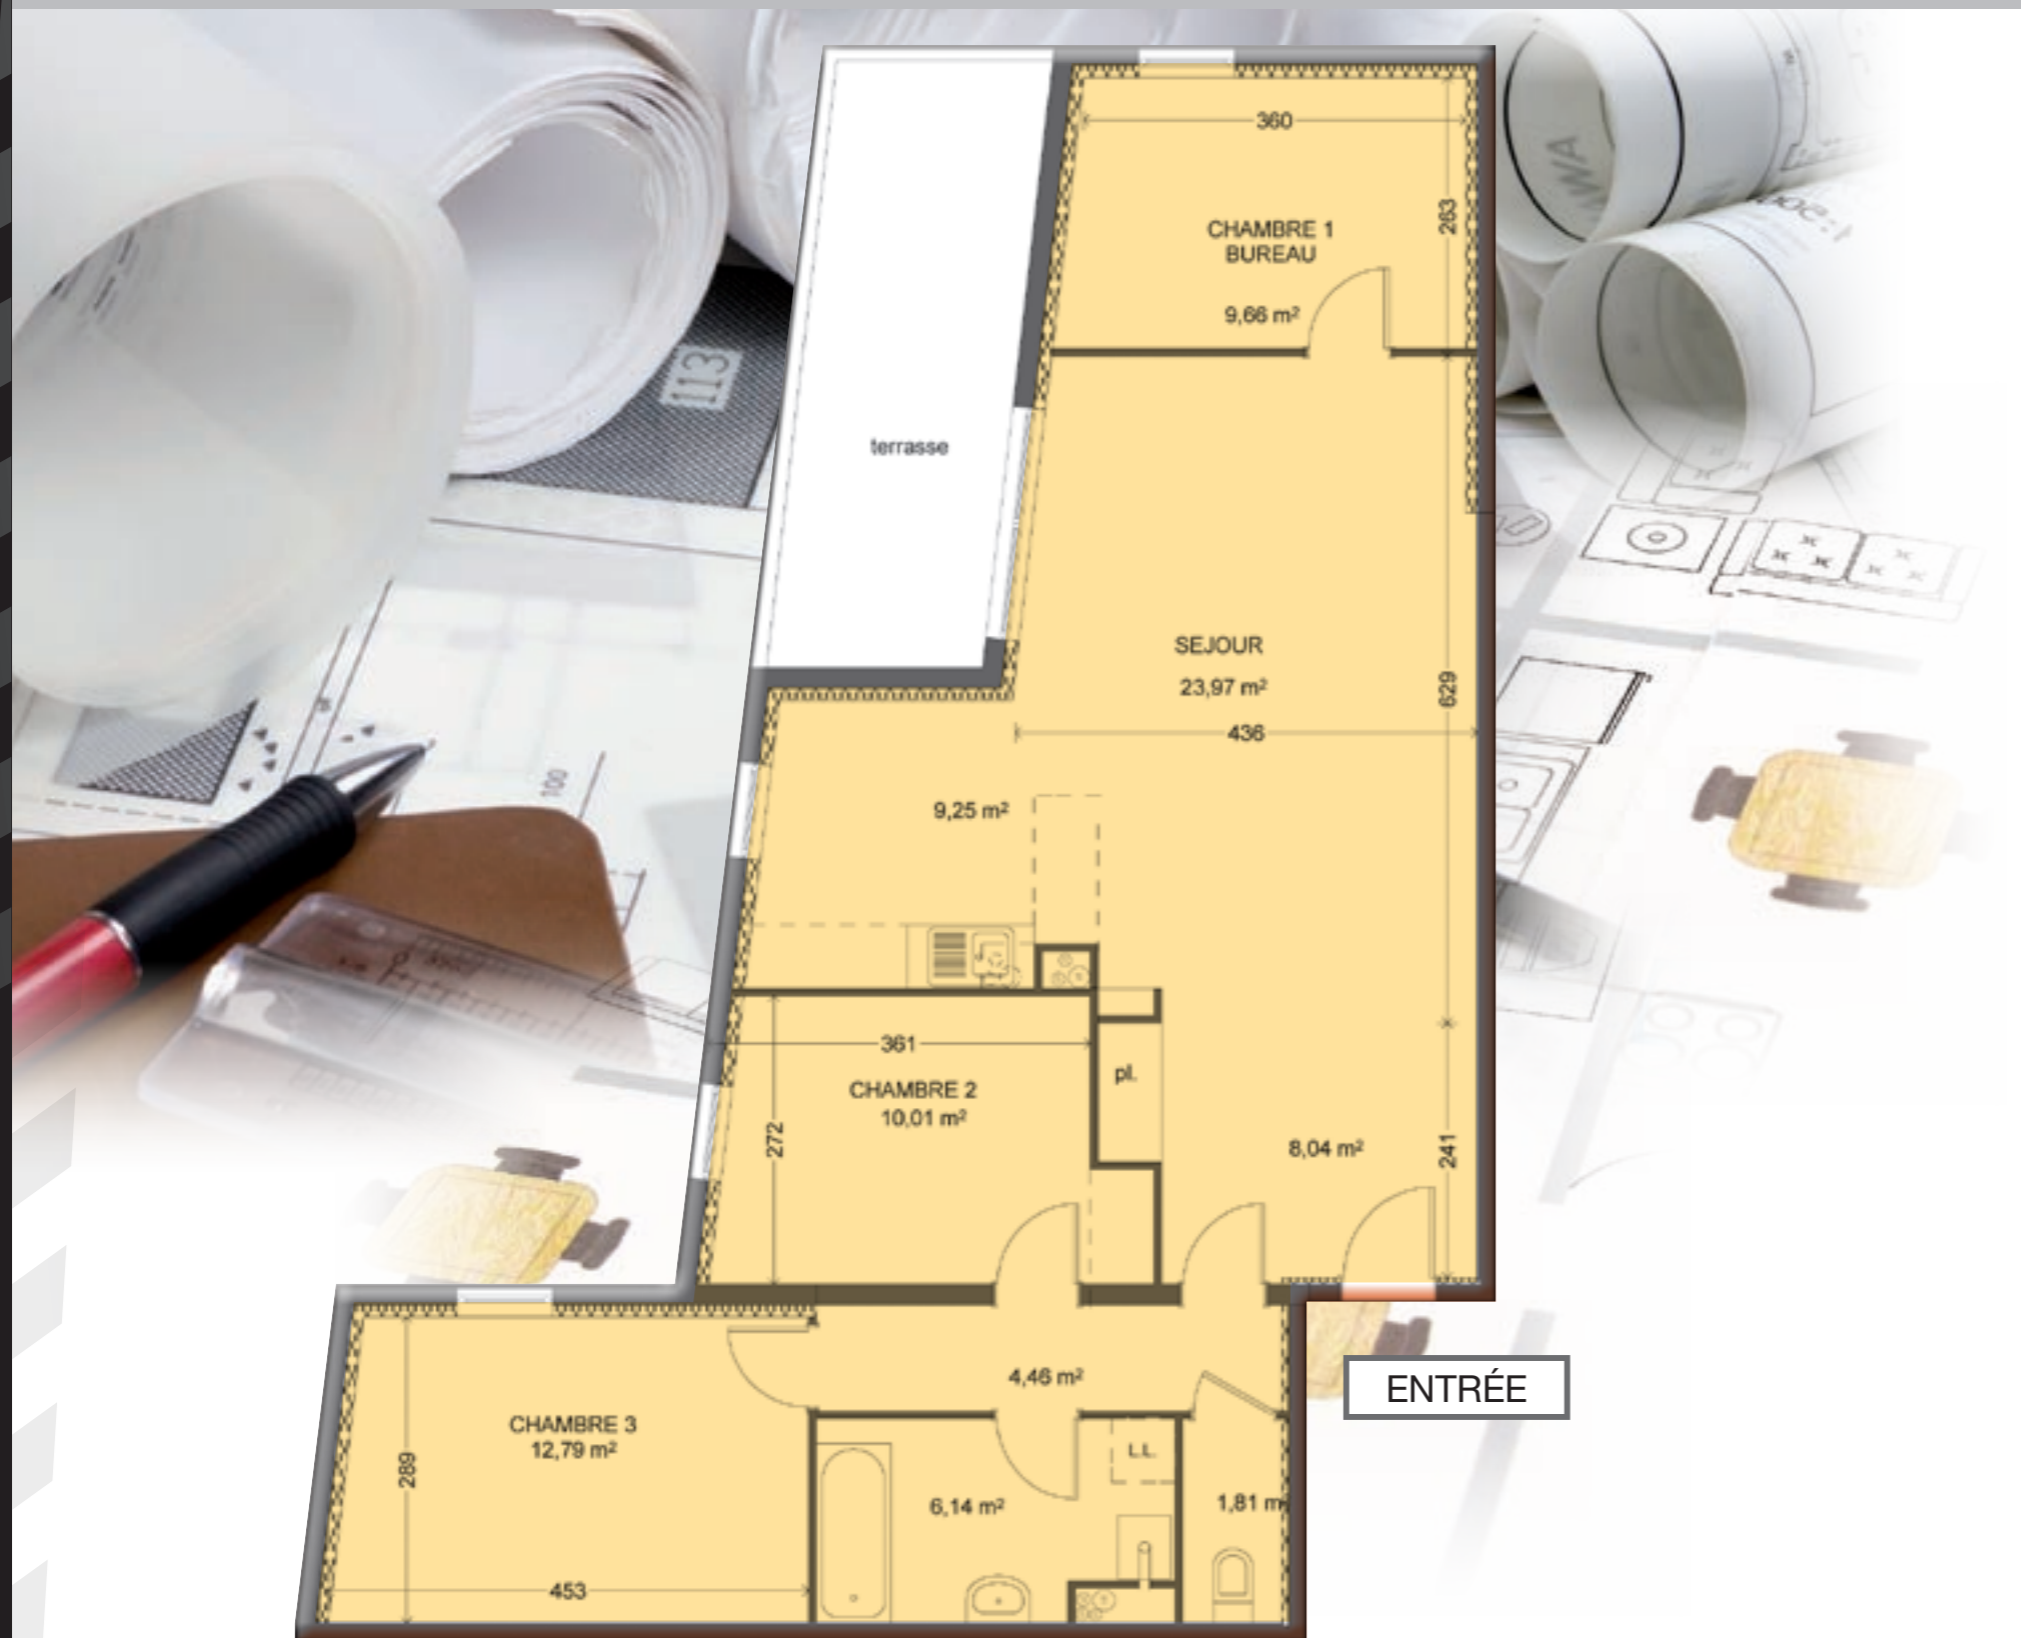 360
263
CHAMBRE 1
BUREAU
9,66 m²
113
terrasse
SEJOUR
23,97 m²
629
436
9,25 m²
100
361
CHAMBRE 2
10,01 m²
272
pl.
8,04 m²
241
4,46 m²
ENTRÉE
CHAMBRE 3
12,79 m²
289
L.L.
6,14 m²
1,81 m
453